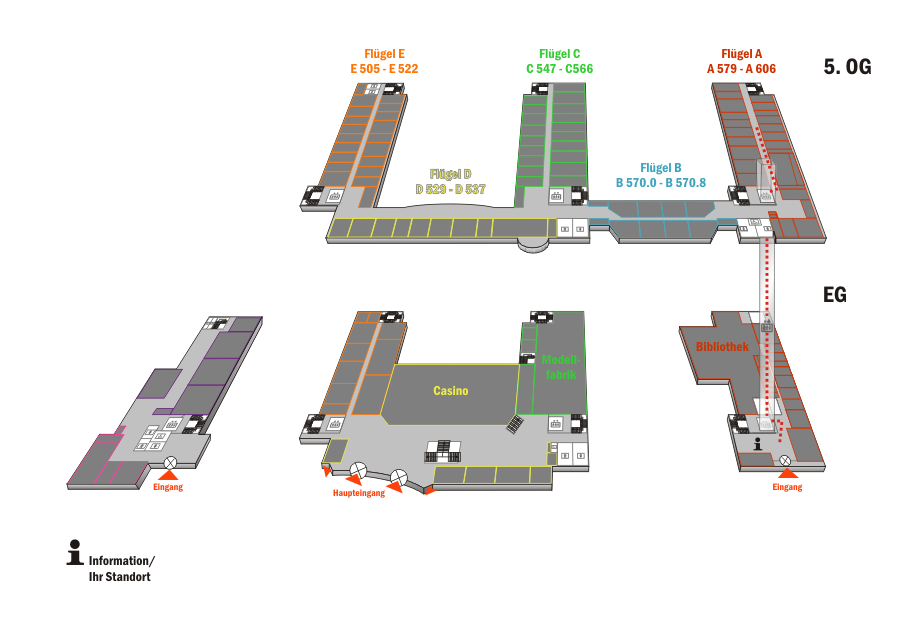 Flügel E
E 505 - E 522
Flügel C
C 547 - C566
Flügel A
A 579 - A 606
5. OG
Flügel D
D 529 - D 537
Flügel B
B 570.0 - B 570.8
EG
Bibliothek
Modell-
fabrik
Casino
Eingang
Haupteingang
Eingang
Information/
Ihr Standort